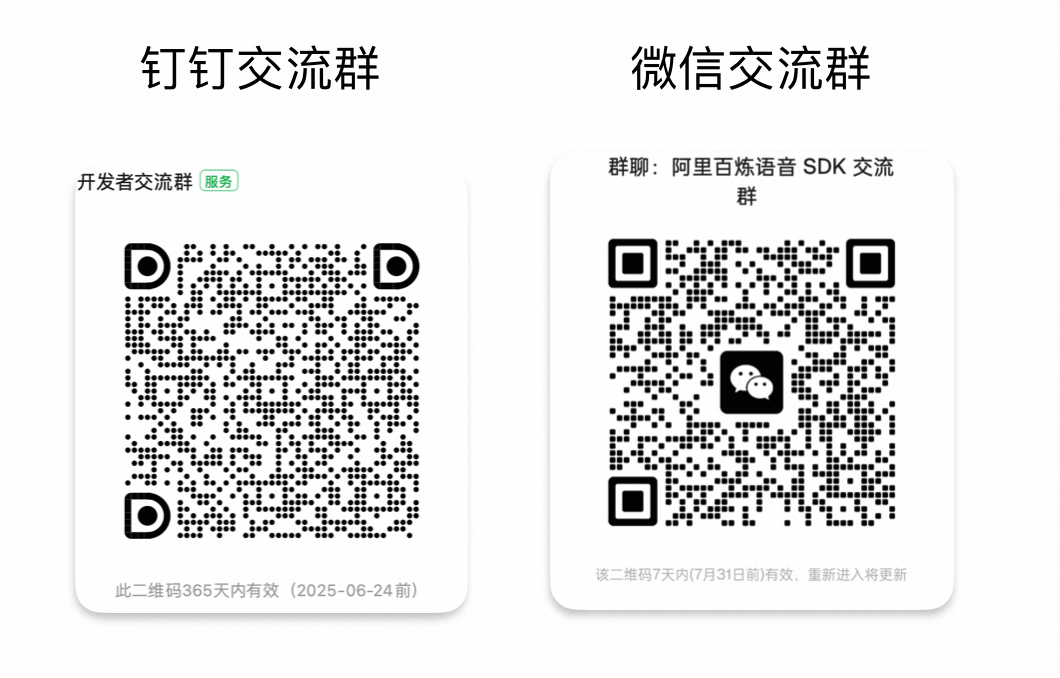 钉钉交流群
微信交流群
开发者交流群 服务
群聊：阿里百炼语音 SDK 交流
群
此二维码365天内有效（2025-06-24前）
该二维码7天内(7月31日前)有效，重新进入将更新